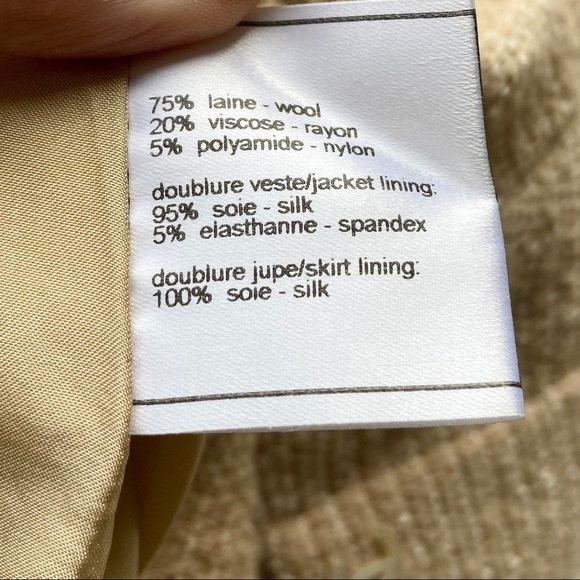 75% laine - wool
20% viscose - rayon
5% polyamide - nylon
doublure veste/jacket lining:
95% soie - silk
5% elasthanne - spandex
doublure jupe/skirt lining:
100% soie - silk